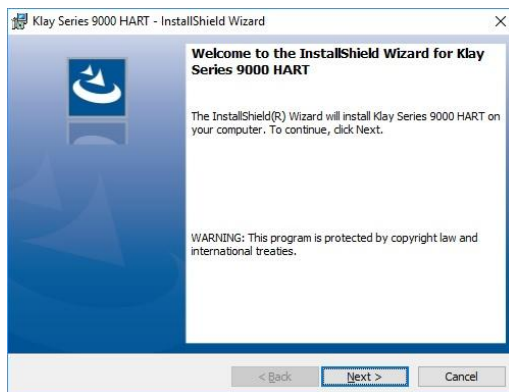 Klay Series 9000 HART - InstallShield Wizard
Welcome to the InstallShield Wizard for Klay
Series 9000 HART
The InstallShield(R) Wizard will install Klay Series 9000 HART on
your computer. To continue, click Next.
WARNING: This program is protected by copyright law and
international treaties.
< Back Next > Cancel